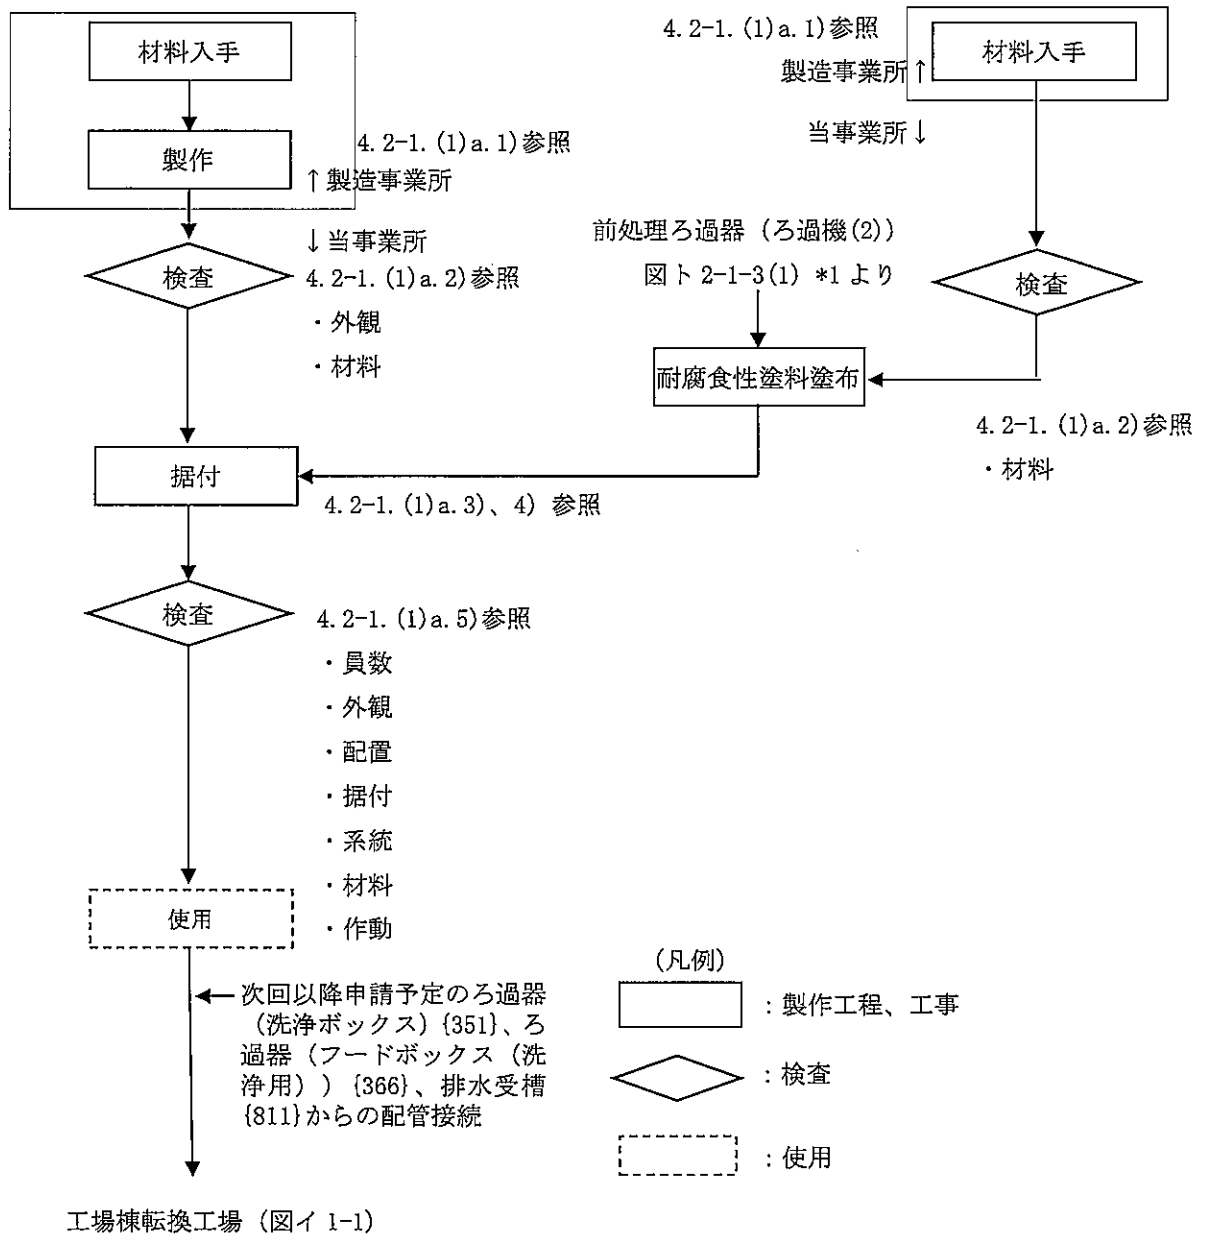 材料入手
製作
4.2-1.(1)a.1)参照
↑製造事業所
↓当事業所
検査
4.2-1.(1)a.2)参照
・外観
・材料
4.2-1.(1)a.1)参照
製造事業所↑
材料入手
当事業所↓
前処理ろ過器（ろ過機(2)）
図ト2-1-3(1) *1より
検査
耐腐食性塗料塗布
4.2-1.(1)a.2)参照
・材料
据付
4.2-1.(1)a.3)、4) 参照
検査
4.2-1.(1)a.5)参照
・員数
・外観
・配置
・据付
・系統
・材料
・作動
使用
次回以降申請予定のろ過器
（洗浄ボックス）{351}、ろ
過器（フードボックス（洗
浄用））{366}、排水受槽
{811}からの配管接続
工場棟転換工場（図イ1-1）
（凡例）
：製作工程、工事
：検査
：使用